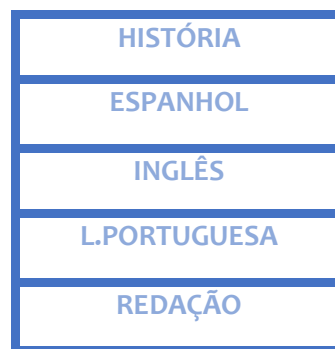 HISTÓRIA
ESPANHOL
INGLÊS
L.PORTUGUESA
REDAÇÃO